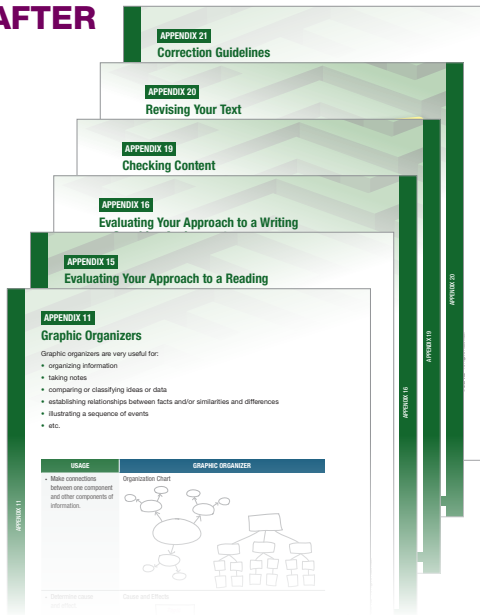 AFTER
APPENDIX 21
Correction Guidelines
APPENDIX 20
Revising Your Text
APPENDIX 19
Checking Content
APPENDIX 16
Evaluating Your Approach to a Writing
APPENDIX 15
Evaluating Your Approach to a Reading
APPENDIX 11
Graphic Organizers
Graphic organizers are very useful for:
• organizing information
• taking notes
• comparing or classifying ideas or data
• establishing relationships between facts and/or similarities and differences
• illustrating a sequence of events
• etc.
USAGE
GRAPHIC ORGANIZER
• Make connections
between one component
and other components of
information.
Organization Chart
• Determine cause
and effect
Cause and Effects
APPENDIX 11
APPENDIX 16
APPENDIX 19
APPENDIX 20